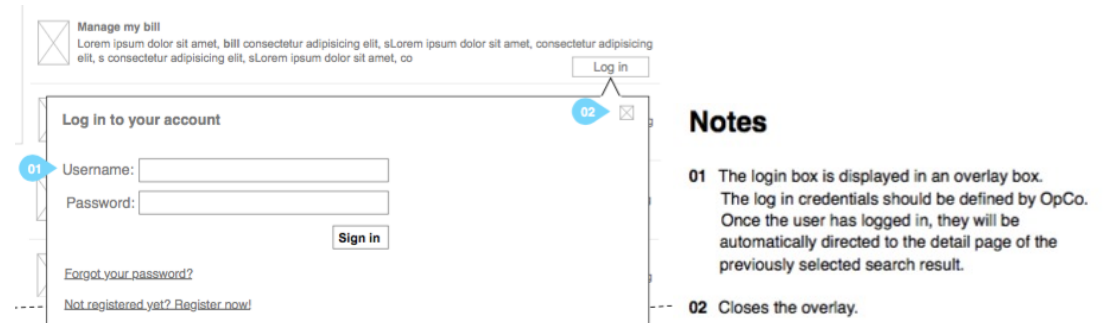 Manage my bill
Lorem ipsum dolor sit amet, bill consectetur adipisicing elit, sLorem ipsum dolor sit amet, consectetur adipisicing
elit, s consectetur adipisicing elit, sLorem ipsum dolor sit amet, co
Log in
Log in to your account
02
01
Username:
Password:
Sign in
Forgot your password?
Not registered yet? Register now!
Notes
01 The login box is displayed in an overlay box.
The log in credentials should be defined by OpCo.
Once the user has logged in, they will be
automatically directed to the detail page of the
previously selected search result.
02 Closes the overlay.